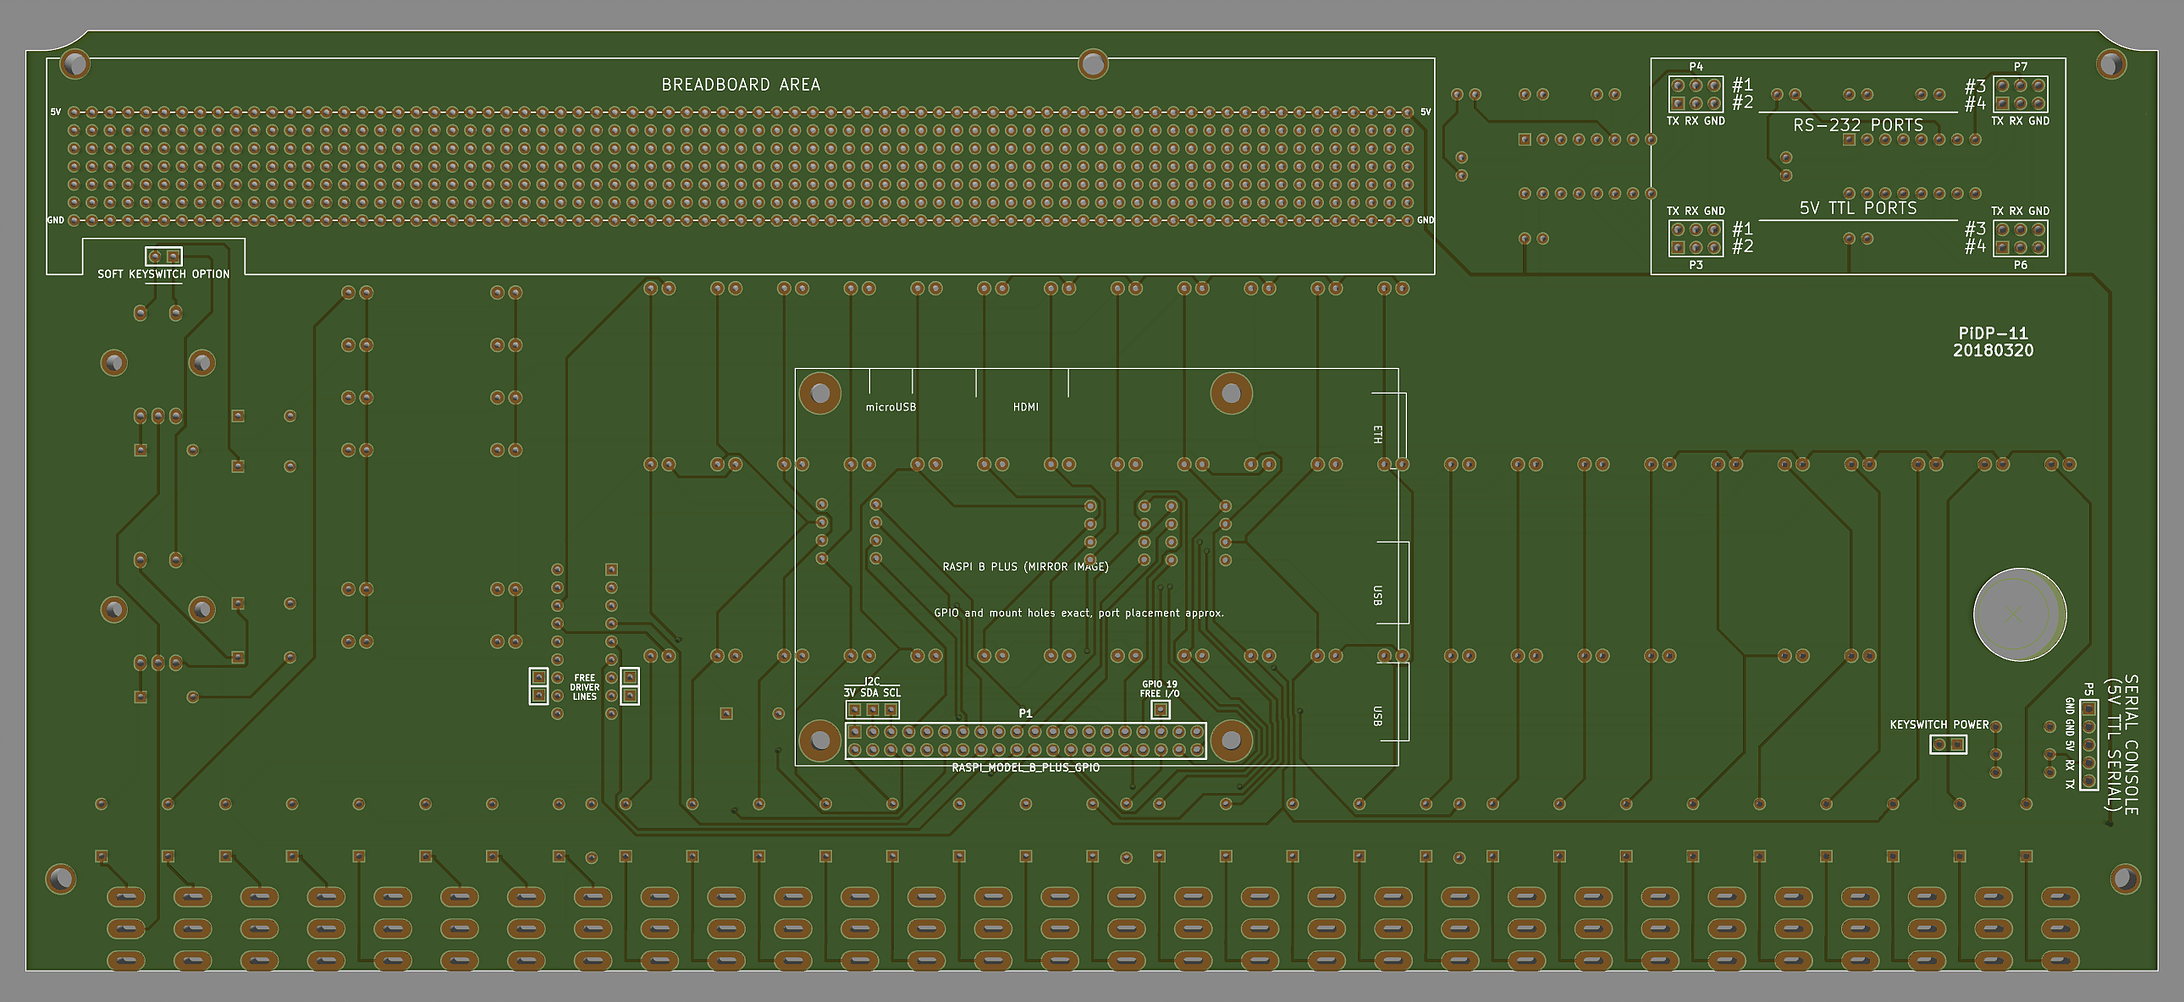 BREADBOARD AREA
5V
5V
GND
GND
SOFT KEYSWITCH OPTION
P4
#1
#2
TX RX GND
P7
#3
#4
TX RX GND
RS-232 PORTS
5V TTL PORTS
TX RX GND
#1
#2
P3
TX RX GND
#3
#4
P6
PiDP-11
20180320
microUSB
HDMI
ETH
RASPI B PLUS (MIRROR IMAGE)
GPIO and mount holes exact, port placement approx.
USB
USB
FREE
DRIVER
LINES
I2C
3V SDA SCL
GPIO 19
FREE I/O
P1
RASPI_MODEL_B_PLUS_GPIO
KEYSWITCH POWER
P5
GND GND 5V RX TX
SERIAL CONSOLE
(5V TTL SERIAL)